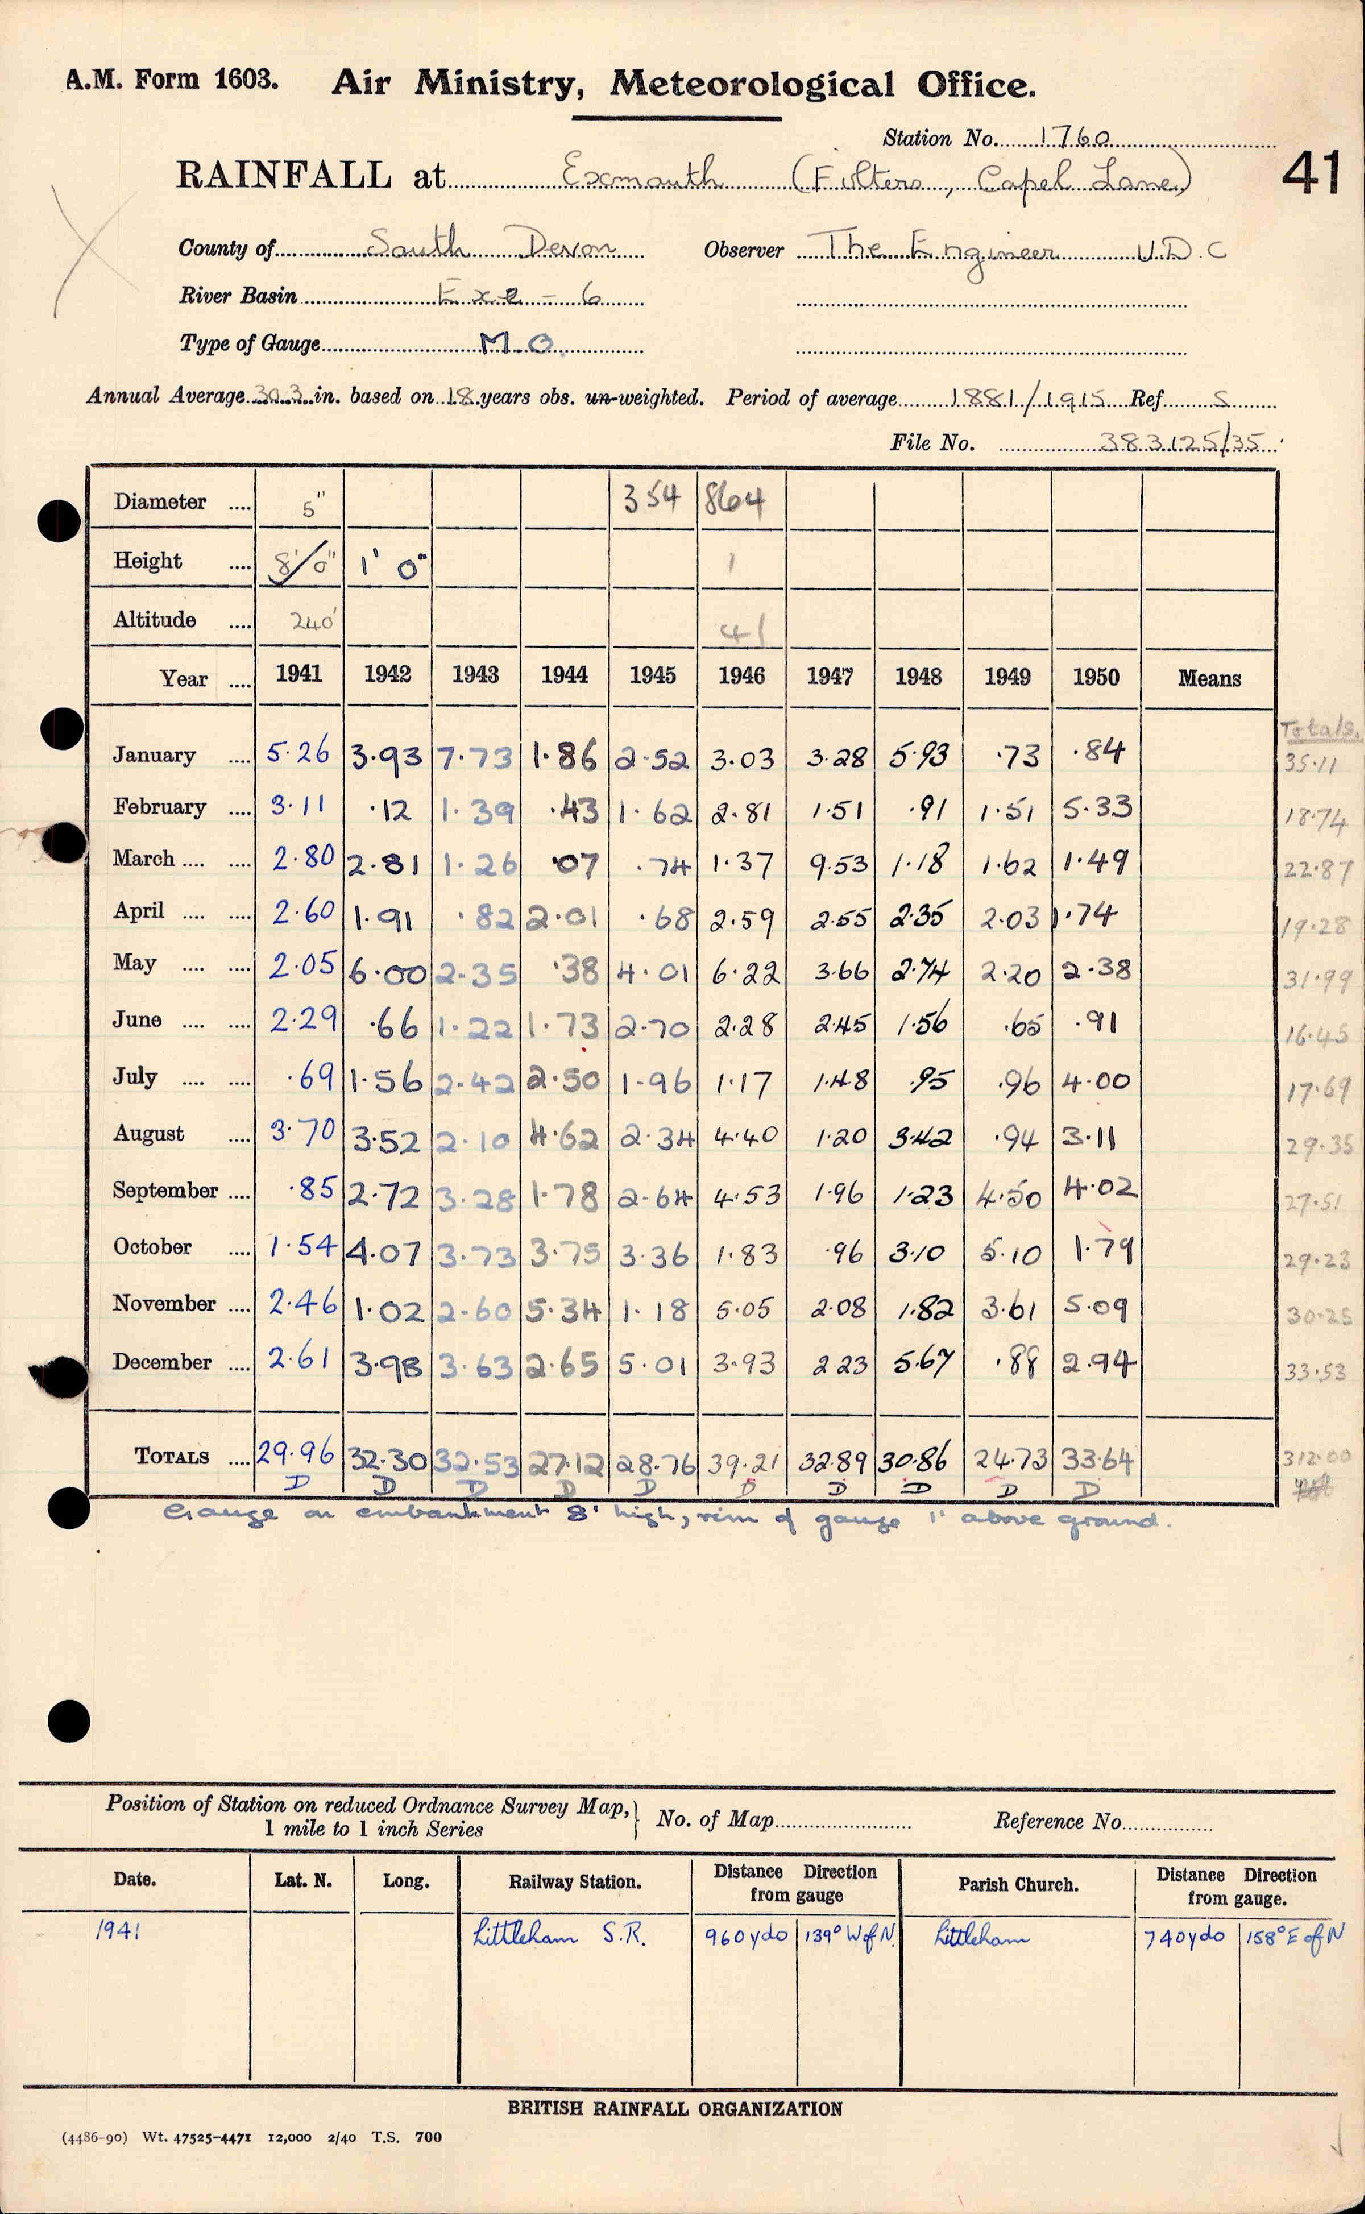 A.M. Form 1603. Air Ministry, Meteorological Office.
Station No. 1760
41
RAINFALL at Exmouth (Filters, Capel Lane)
County of South Devon Observer The Engineer U.D.C
River Basin Exe - 6
Type of Gauge M.O.
Annual Average 30.3 in. based on 18 years obs. un-weighted. Period of average 1881/1915 Ref. S
File No. 383125/35
Diameter .... 5" 354 864
Height .... 8'/0" 1' 0" 1
Altitude .... 240' 41
Year .... 1941 1942 1943 1944 1945 1946 1947 1948 1949 1950 Means
Totals.
January .... 5.26 3.93 7.73 1.86 2.52 3.03 3.28 5.93 .73 .84 35.11
February .... 3.11 .12 1.39 .43 1.62 2.81 1.51 .91 1.51 5.33 18.74
March .... .... 2.80 2.81 1.26 .07 .74 1.37 9.53 1.18 1.62 1.49 22.87
April .... .... 2.60 1.91 .82 2.01 .68 2.59 2.55 2.35 2.03 1.74 19.28
May .... .... 2.05 6.00 2.35 .38 4.01 6.22 3.66 2.74 2.20 2.38 31.99
June .... .... 2.29 .66 1.22 1.73 2.70 2.28 2.45 1.56 .65 .91 16.45
July .... .... .69 1.56 2.42 2.50 1.96 1.17 1.48 .95 .96 4.00 17.69
August .... 3.70 3.52 2.10 4.62 2.34 4.40 1.20 3.42 .94 3.11 29.35
September .... .85 2.72 3.28 1.78 2.64 4.53 1.96 1.23 4.50 4.02 27.51
October .... 1.54 4.07 3.73 3.75 3.36 1.83 .96 3.10 5.10 1.79 29.23
November .... 2.46 1.02 2.60 5.34 1.18 5.05 2.08 1.82 3.61 5.09 30.25
December .... 2.61 3.98 3.63 2.65 5.01 3.93 2.23 5.67 .88 2.94 33.53
TOTALS .... 29.96 32.30 32.53 27.12 28.76 39.21 32.89 30.86 24.73 33.64 312.00
D D D D D D D D D D
Gauge on embankment 8' high, rim of gauge 1' above ground.
Position of Station on reduced Ordnance Survey Map, 1 mile to 1 inch Series } No. of Map Reference No.
Date. Lat. N. Long. Railway Station. Distance Direction from gauge Parish Church. Distance Direction from gauge.
1941 Littleham S.R. 960 yds 139° W of N. Littleham 740 yds 158° E of N
BRITISH RAINFALL ORGANIZATION
(4486-90) Wt. 47525-4471 12,000 2/40 T.S. 700